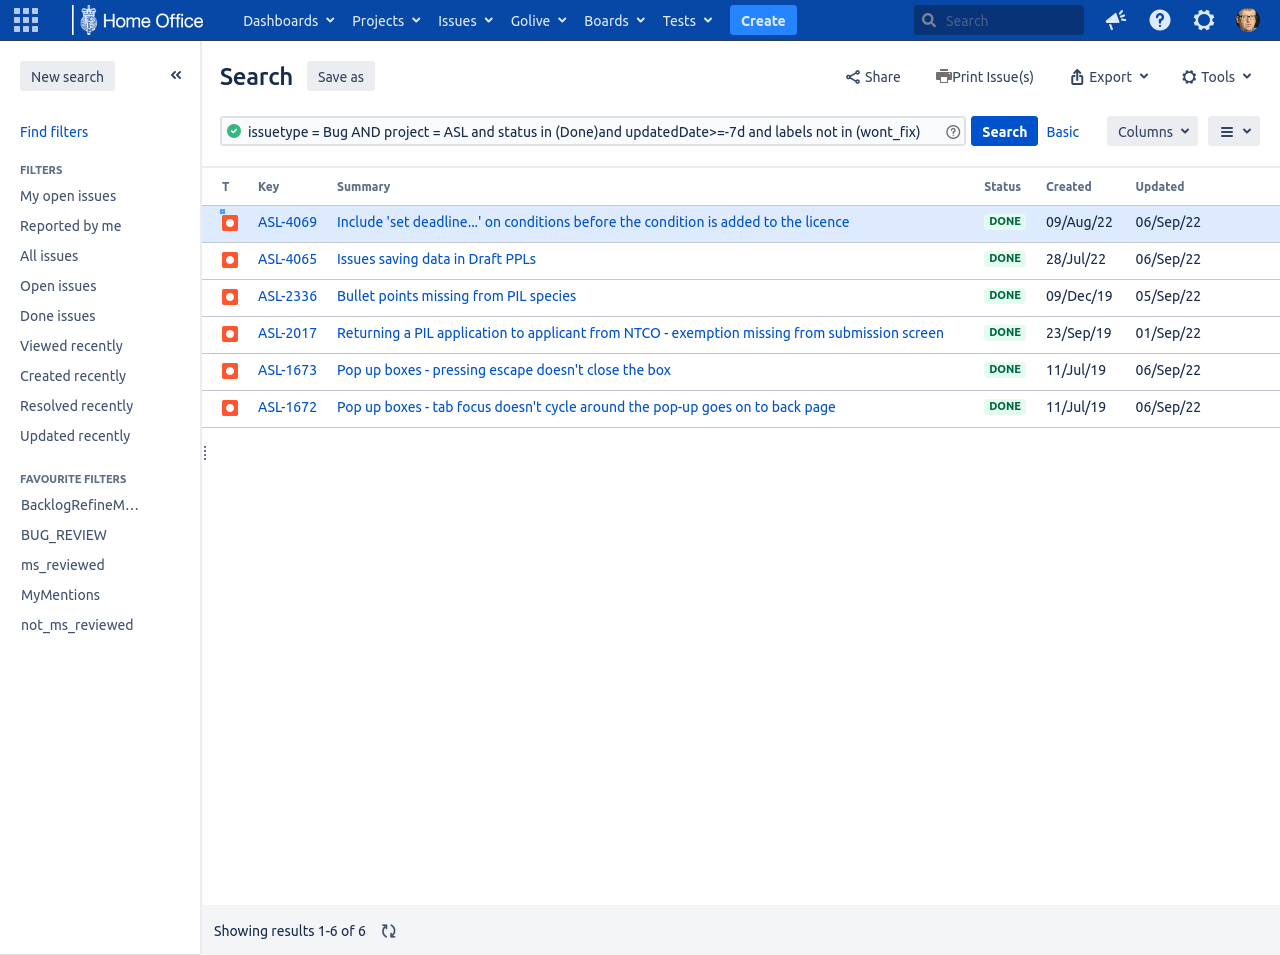 Home Office
Dashboards Projects Issues Golive Boards Tests Create Search
New search
Find filters
FILTERS
My open issues
Reported by me
All issues
Open issues
Done issues
Viewed recently
Created recently
Resolved recently
Updated recently
FAVOURITE FILTERS
BacklogRefineM...
BUG_REVIEW
ms_reviewed
MyMentions
not_ms_reviewed
Search Save as Share Print Issue(s) Export Tools
issuetype = Bug AND project = ASL and status in (Done)and updatedDate>=-7d and labels not in (wont_fix) Search Basic Columns
T Key Summary Status Created Updated
ASL-4069 Include 'set deadline...' on conditions before the condition is added to the licence DONE 09/Aug/22 06/Sep/22
ASL-4065 Issues saving data in Draft PPLs DONE 28/Jul/22 06/Sep/22
ASL-2336 Bullet points missing from PIL species DONE 09/Dec/19 05/Sep/22
ASL-2017 Returning a PIL application to applicant from NTCO - exemption missing from submission screen DONE 23/Sep/19 01/Sep/22
ASL-1673 Pop up boxes - pressing escape doesn't close the box DONE 11/Jul/19 06/Sep/22
ASL-1672 Pop up boxes - tab focus doesn't cycle around the pop-up goes on to back page DONE 11/Jul/19 06/Sep/22
Showing results 1-6 of 6